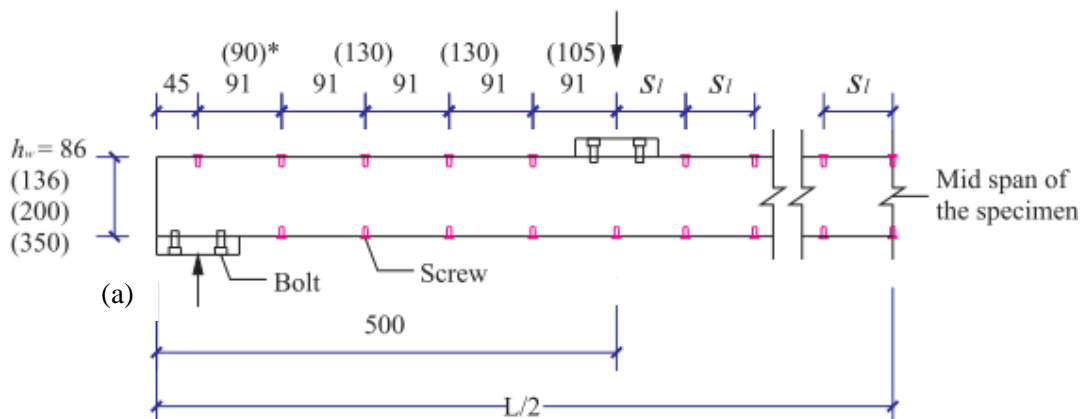 (90)* (130) (130) (105)
45 91 91 91 91 91 Sl Sl Sl
hw = 86
(136)
(200)
(350)
Mid span of
the specimen
Bolt
Screw
(a)
500
L/2